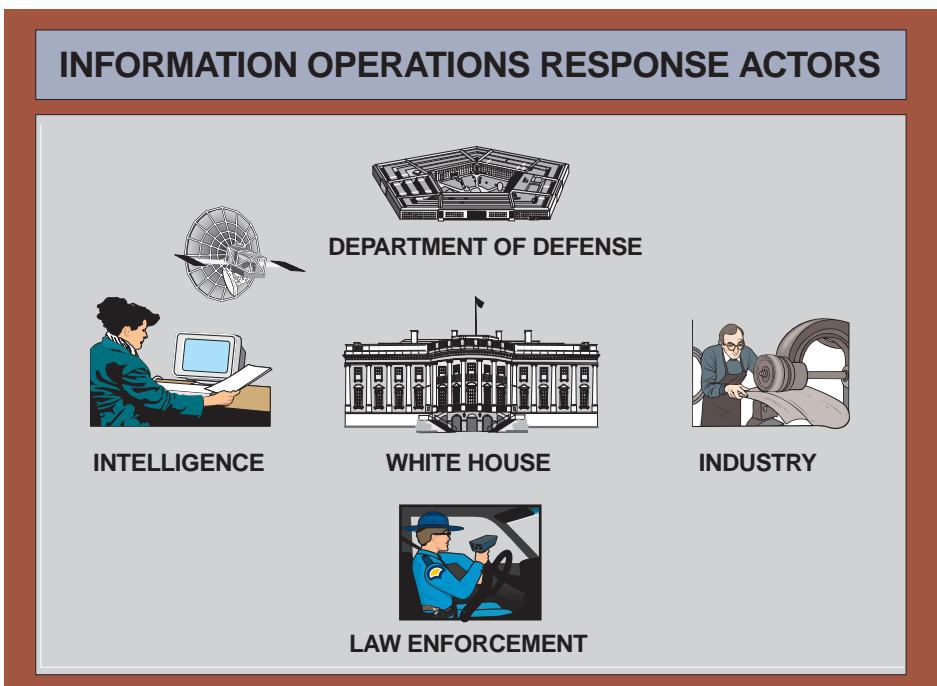 INFORMATION OPERATIONS RESPONSE ACTORS
DEPARTMENT OF DEFENSE
INTELLIGENCE
WHITE HOUSE
INDUSTRY
LAW ENFORCEMENT